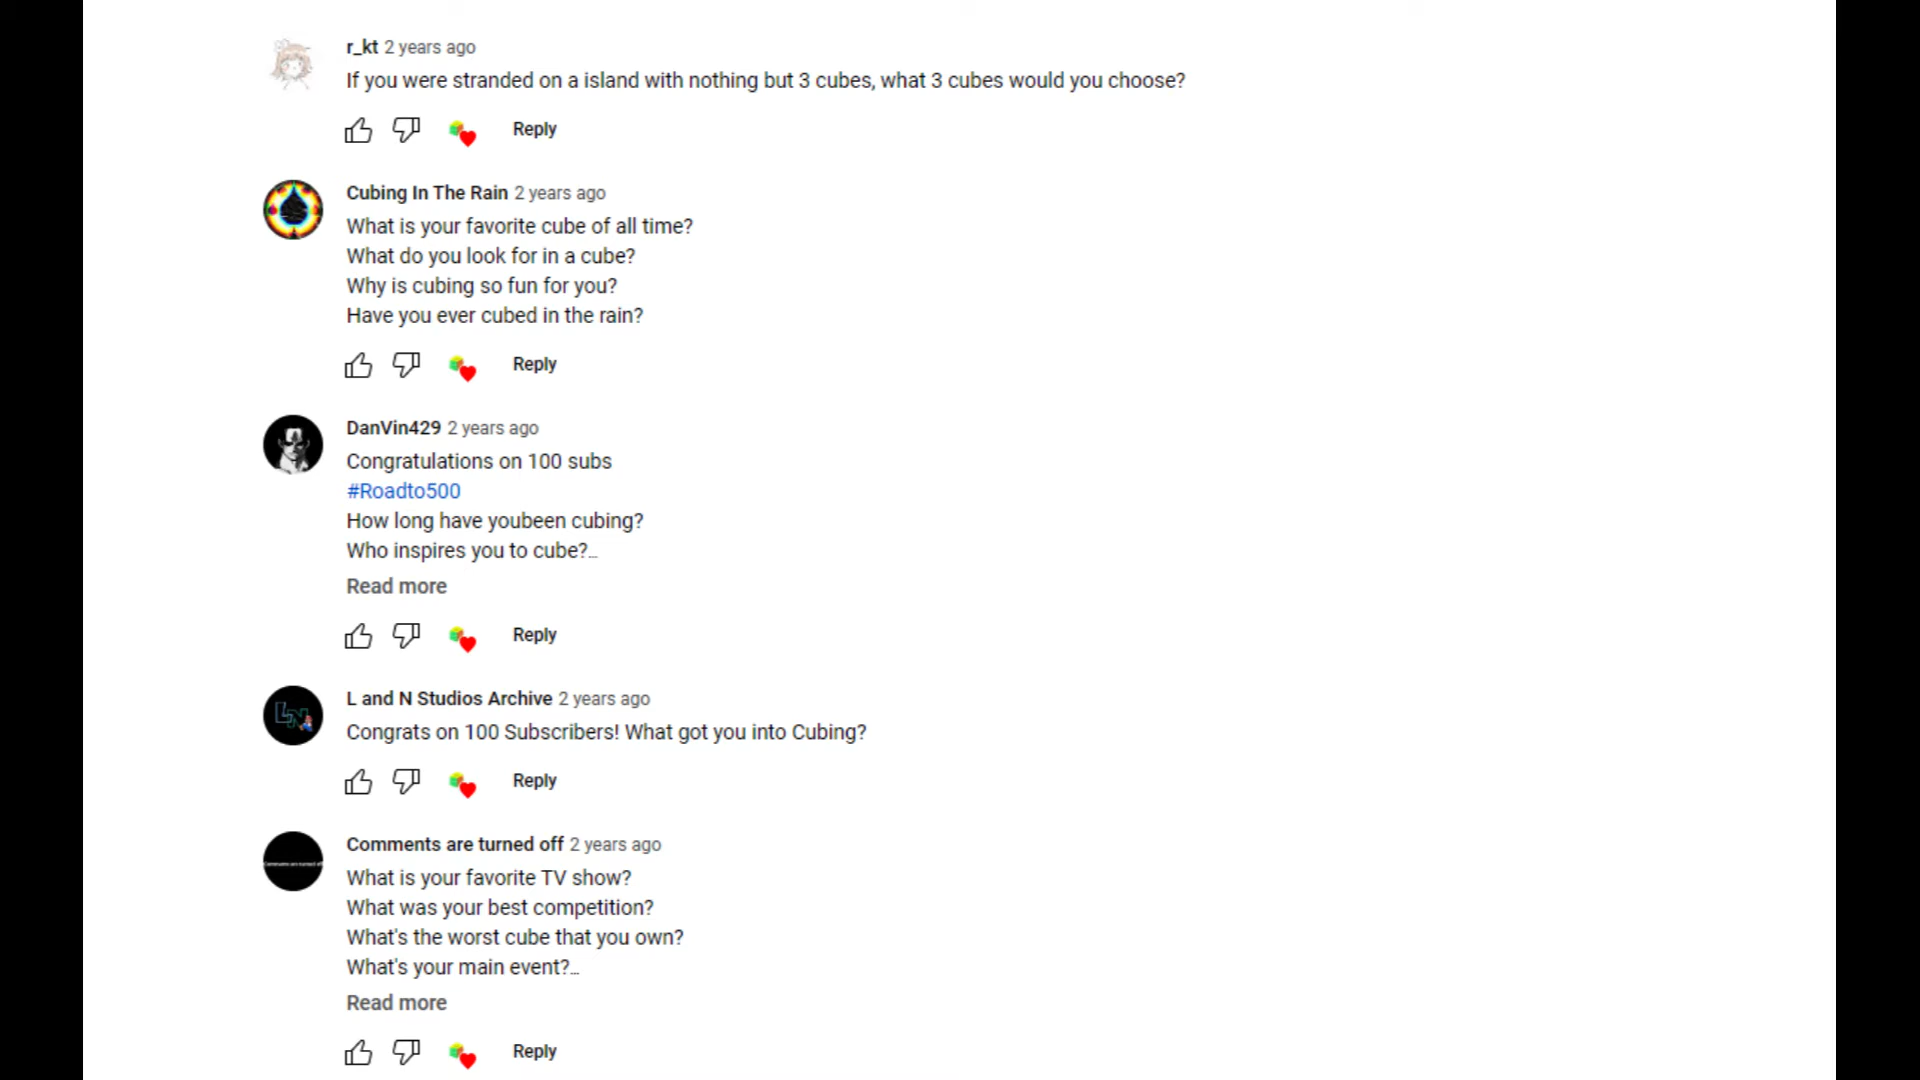 r_kt 2 years ago
If you were stranded on a island with nothing but 3 cubes, what 3 cubes would you choose?
Reply
Cubing In The Rain 2 years ago
What is your favorite cube of all time?
What do you look for in a cube?
Why is cubing so fun for you?
Have you ever cubed in the rain?
Reply
DanVin429 2 years ago
Congratulations on 100 subs
#Roadto500
How long have youbeen cubing?
Who inspires you to cube?...
Read more
Reply
LN
L and N Studios Archive 2 years ago
Congrats on 100 Subscribers! What got you into Cubing?
Reply
Comments are turned off
Comments are turned off 2 years ago
What is your favorite TV show?
What was your best competition?
What's the worst cube that you own?
What's your main event?...
Read more
Reply